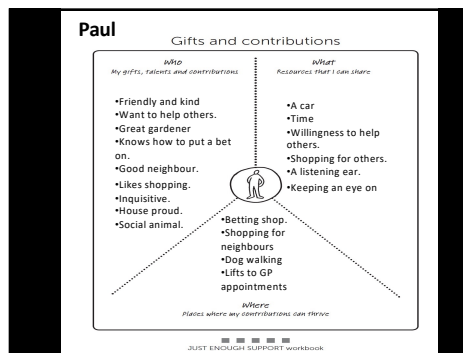 Paul
Gifts and contributions
Who
My gifts, talents and contributions
•Friendly and kind
•Want to help others.
•Great gardener
•Knows how to put a bet
on.
•Good neighbour.
•Likes shopping.
•Inquisitive.
•House proud.
•Social animal.
What
Resources that I can share
•A car
•Time
•Willingness to help
others.
•Shopping for others.
•A listening ear.
•Keeping an eye on
•Betting shop.
•Shopping for
neighbours
•Dog walking
•Lifts to GP
appointments
Where
Places where my contributions can thrive
JUST ENOUGH SUPPORT workbook